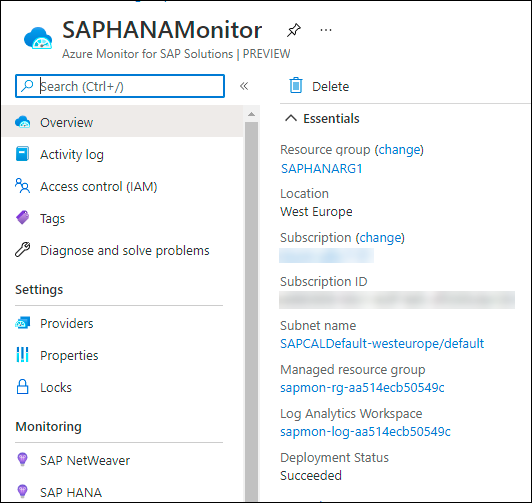 SAPHANAMonitor
Azure Monitor for SAP Solutions | PREVIEW
Search (Ctrl+/)
Overview
Activity log
Access control (IAM)
Tags
Diagnose and solve problems
Settings
Providers
Properties
Locks
Monitoring
SAP NetWeaver
SAP HANA
Delete
Essentials
Resource group (change)
SAPHANARG1
Location
West Europe
Subscription (change)
Subscription ID
Subnet name
SAPCALDefault-westeurope/default
Managed resource group
sapmon-rg-aa514ecb50549c
Log Analytics Workspace
sapmon-log-aa514ecb50549c
Deployment Status
Succeeded